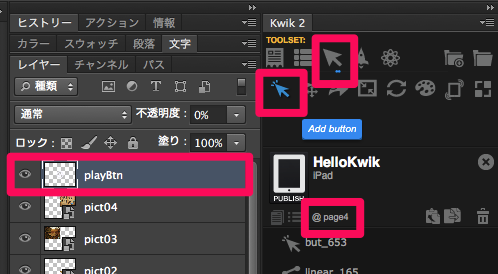 ヒストリー アクション
カラー スウォッチ 段落 文字
レイヤー チャンネル パス
種類
通常 不透明度： 0%
ロック： 塗り： 100%
playBtn
pict04
pict03
pict02
Kwik 2
TOOLSET:
Add button
HelloKwik
iPad
PUBLISH
@ page4
but_653
linear_165